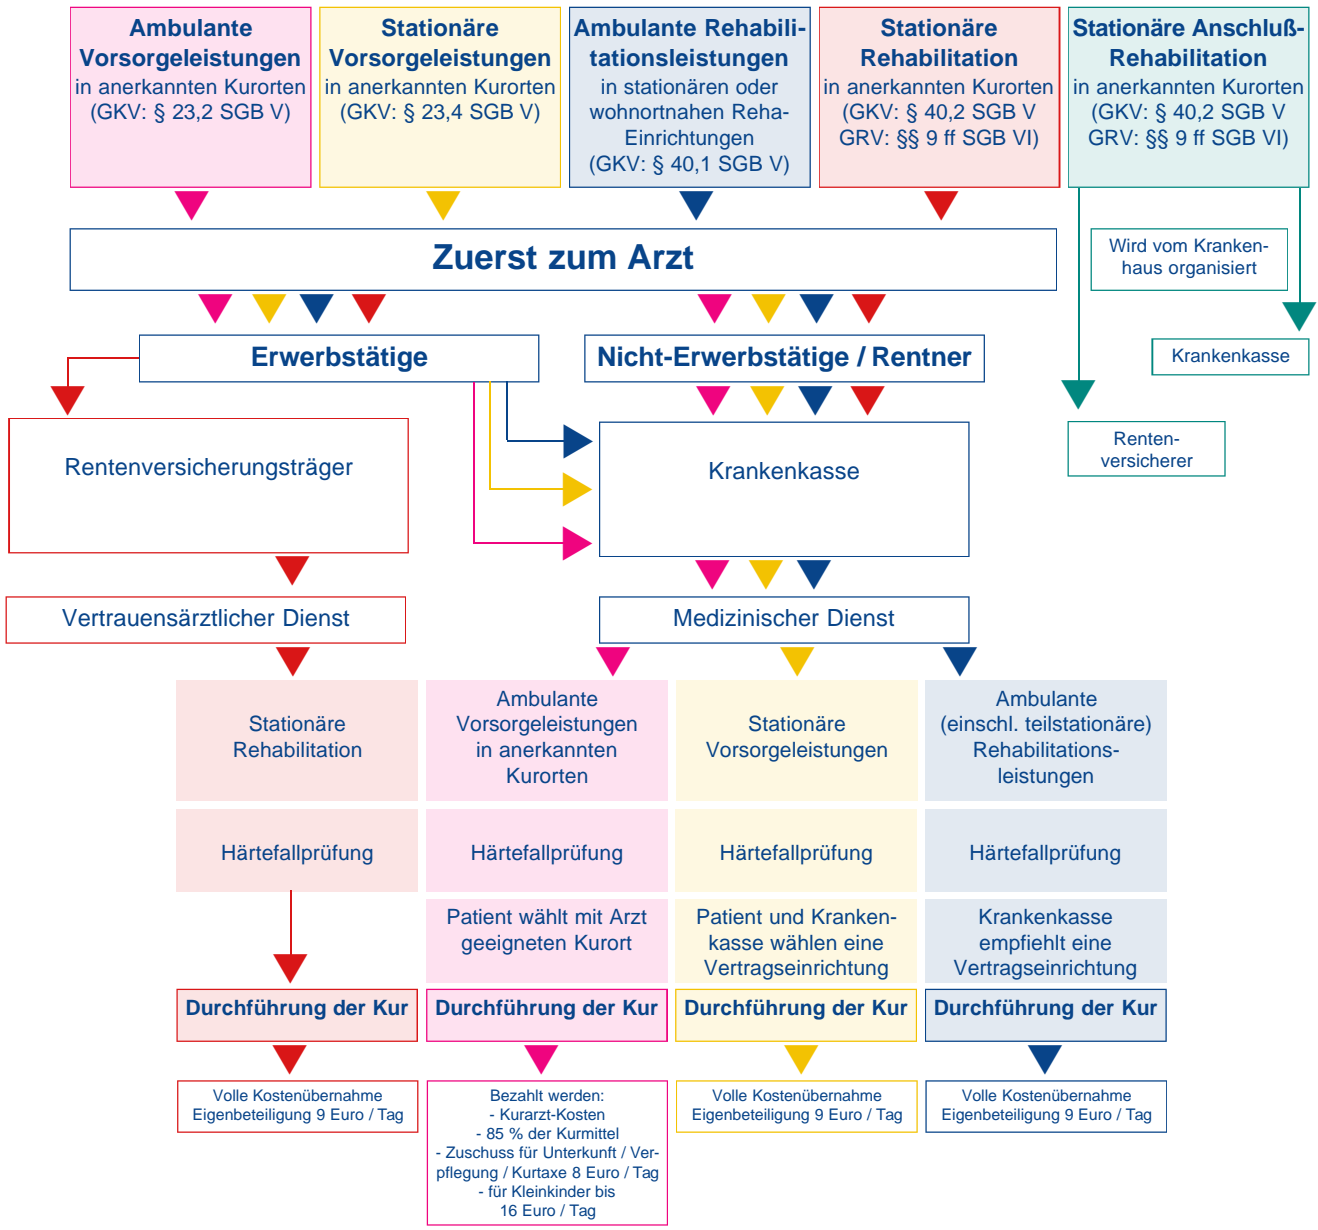 Ambulante
Vorsorgeleistungen
in anerkannten Kurorten
(GKV: § 23,2 SGB V)
Stationäre
Vorsorgeleistungen
in anerkannten Kurorten
(GKV: § 23,4 SGB V)
Ambulante Rehabili-
tationsleistungen
in stationären oder
wohnortnahen Reha-
Einrichtungen
(GKV: § 40,1 SGB V)
Stationäre
Rehabilitation
in anerkannten Kurorten
(GKV: § 40,2 SGB V
GRV: §§ 9 ff SGB VI)
Stationäre Anschluß-
Rehabilitation
in anerkannten Kurorten
(GKV: § 40,2 SGB V
GRV: §§ 9 ff SGB VI)
Zuerst zum Arzt
Wird vom Kranken-
haus organisiert
Erwerbstätige
Nicht-Erwerbstätige / Rentner
Krankenkasse
Rentenversicherungsträger
Krankenkasse
Renten-
versicherer
Vertrauensärztlicher Dienst
Medizinischer Dienst
Stationäre
Rehabilitation
Ambulante
Vorsorgeleistungen
in anerkannten
Kurorten
Stationäre
Vorsorgeleistungen
Ambulante
(einschl. teilstationäre)
Rehabilitations-
leistungen
Härtefallprüfung
Härtefallprüfung
Härtefallprüfung
Härtefallprüfung
Patient wählt mit Arzt
geeigneten Kurort
Patient und Kranken-
kasse wählen eine
Vertragseinrichtung
Krankenkasse
empfiehlt eine
Vertragseinrichtung
Durchführung der Kur
Durchführung der Kur
Durchführung der Kur
Durchführung der Kur
Volle Kostenübernahme
Eigenbeteiligung 9 Euro / Tag
Bezahlt werden:
- Kurarzt-Kosten
- 85 % der Kurmittel
- Zuschuss für Unterkunft / Ver-
pflegung / Kurtaxe 8 Euro / Tag
- für Kleinkinder bis
16 Euro / Tag
Volle Kostenübernahme
Eigenbeteiligung 9 Euro / Tag
Volle Kostenübernahme
Eigenbeteiligung 9 Euro / Tag